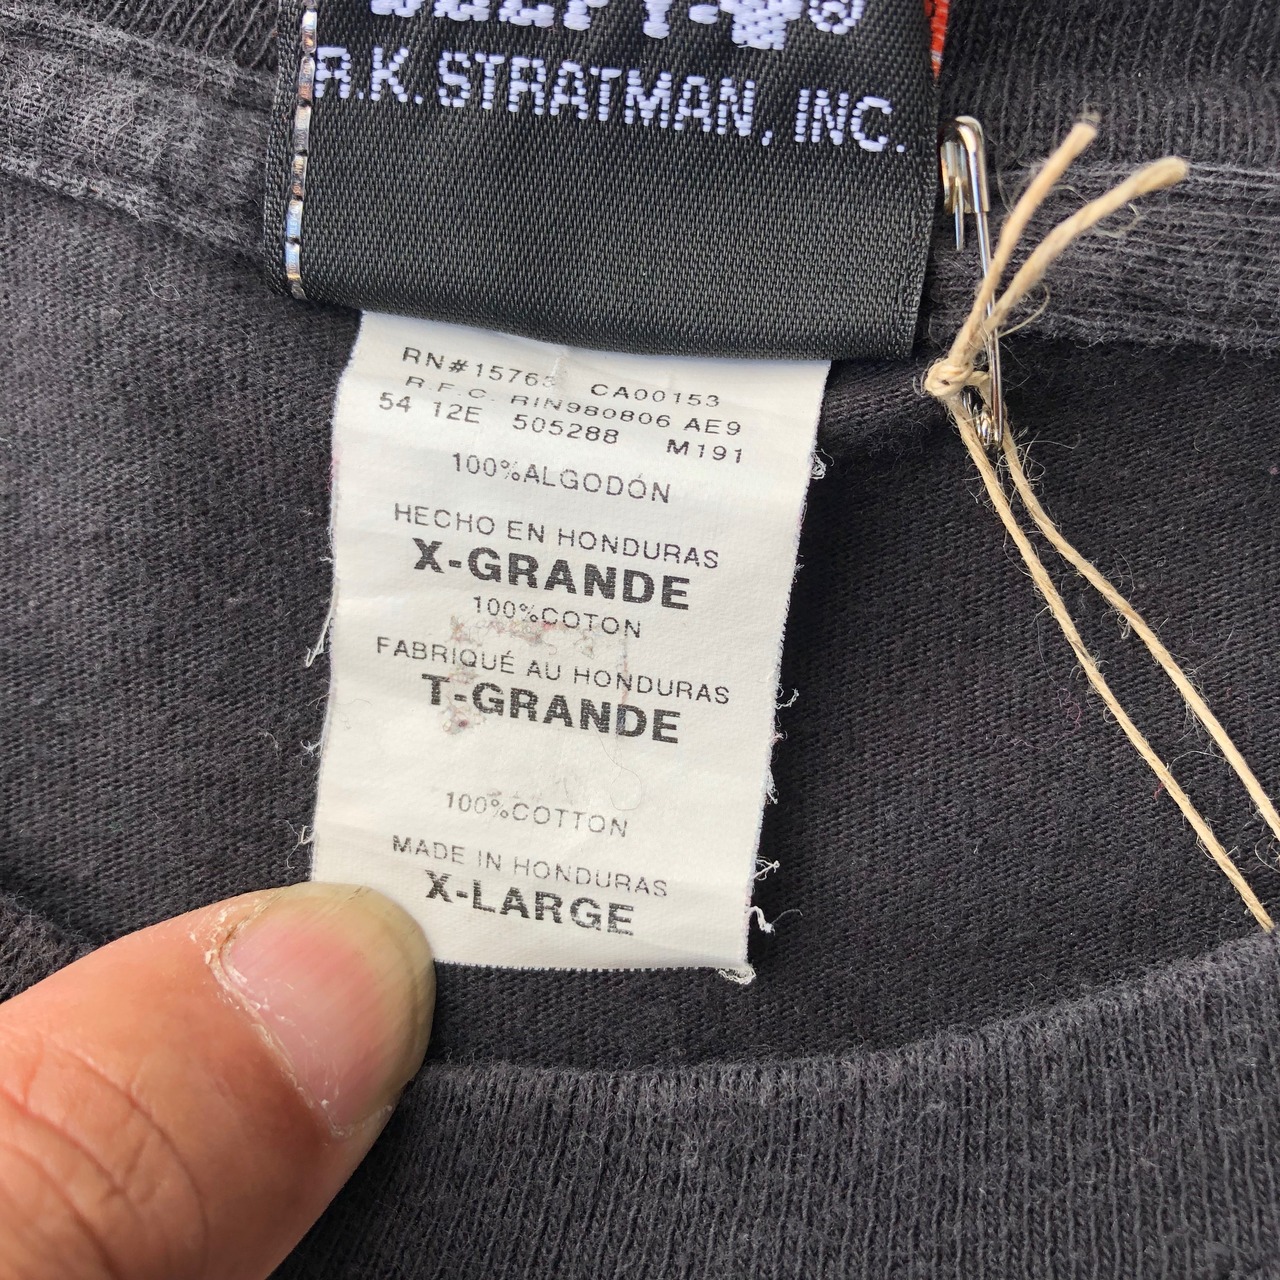 R.K. STRATMAN, INC.
RN#15763 CA00153
R.F.C. RIN980806 AE9
54 12E 505288 M191
100%ALGODÓN
HECHO EN HONDURAS
X-GRANDE
100%COTON
FABRIQUÉ AU HONDURAS
T-GRANDE
100%COTTON
MADE IN HONDURAS
X-LARGE